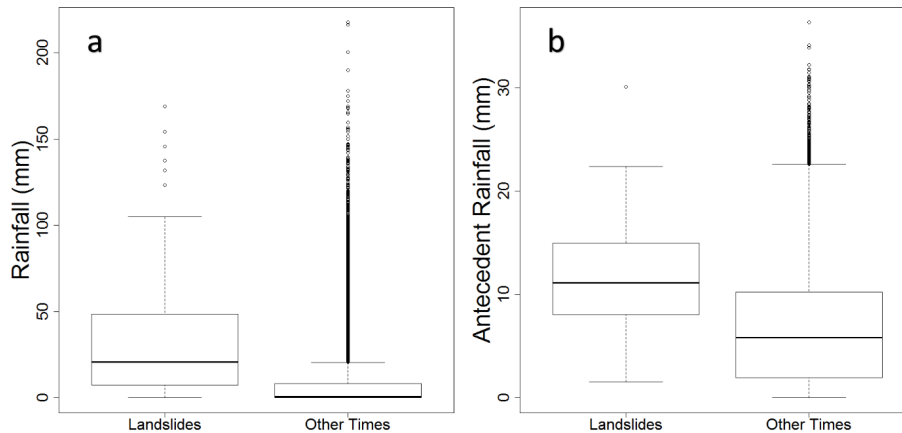 a
Rainfall (mm)
200
150
100
50
0
Landslides
Other Times
b
Antecedent Rainfall (mm)
30
20
10
0
Landslides
Other Times